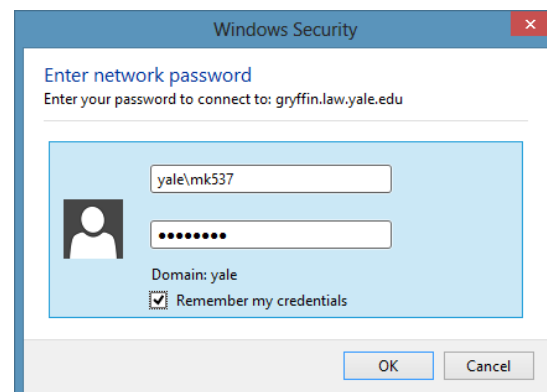 Windows Security
Enter network password
Enter your password to connect to: gryffin.law.yale.edu
yale\mk537
••••••••
Domain: yale
Remember my credentials
OK
Cancel